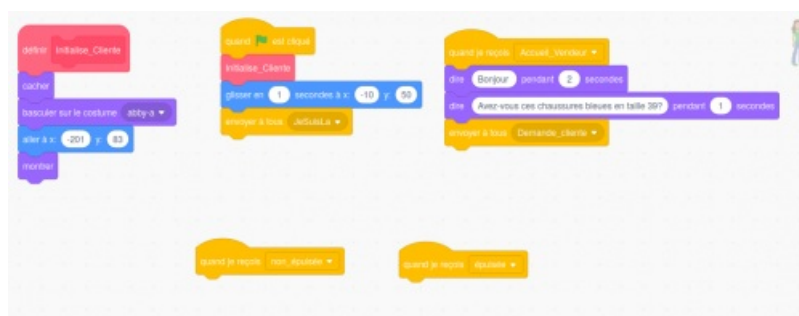 définir Initialise_Cliente
cacher
basculer sur le costume abby-a
aller à x: -201 y: 83
montrer
quand est cliqué
Initialise_Cliente
glisser en 1 secondes à x: -10 y: 50
envoyer à tous JeSuisLa
quand je reçois Accueil_Vendeur
dire Bonjour pendant 2 secondes
dire Avez-vous ces chaussures bleues en taille 39? pendant 1 secondes
envoyer à tous Demande_cliente
quand je reçois non_épuisée
quand je reçois épuisée